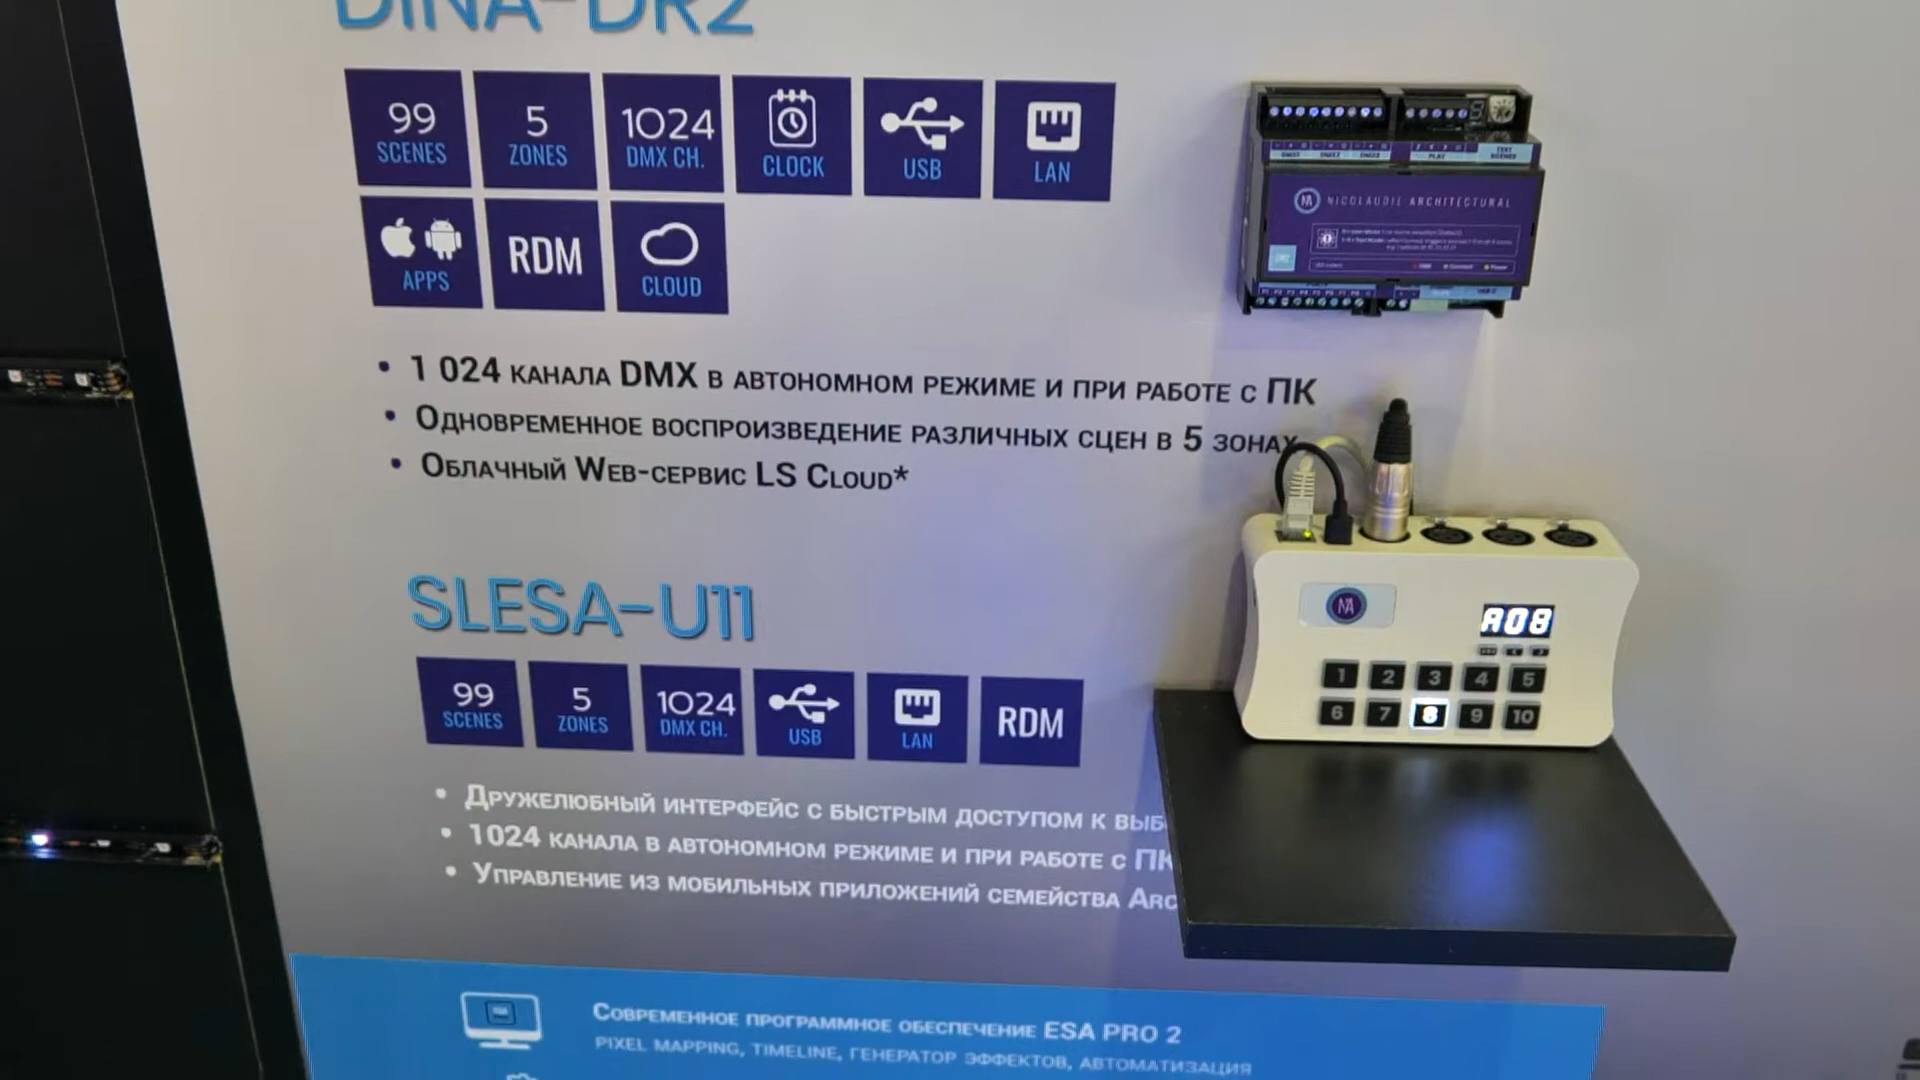 DINA-DR2
99 SCENES
5 ZONES
1024 DMX CH.
CLOCK
USB
LAN
APPS
RDM
CLOUD
• 1 024 канала DMX в автономном режиме и при работе с ПК
• Одновременное воспроизведение различных сцен в 5 зонах
• Облачный Web-сервис LS Cloud*
NICOLAUDIE ARCHITECTURAL
SLESA-U11
99 SCENES
5 ZONES
1024 DMX CH.
USB
LAN
RDM
• Дружелюбный интерфейс с быстрым доступом к выб
• 1024 канала в автономном режиме и при работе с ПК
• Управление из мобильных приложений семейства Arc
NA
A08
1 2 3 4 5
6 7 8 9 10
Современное программное обеспечение ESA PRO 2
PIXEL MAPPING, TIMELINE, ГЕНЕРАТОР ЭФФЕКТОВ, АВТОМАТИЗАЦИЯ